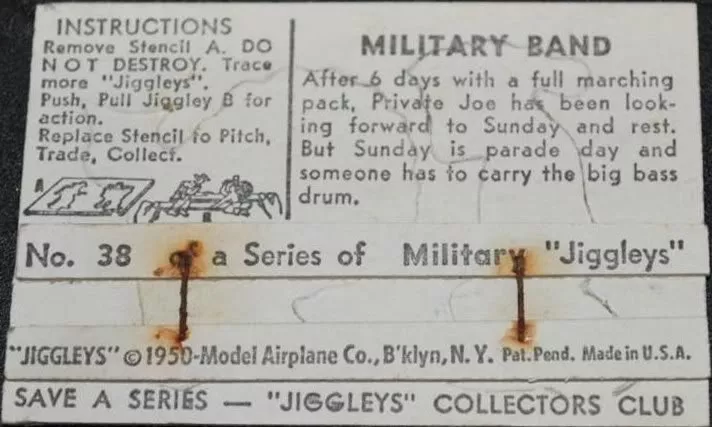 INSTRUCTIONS
Remove Stencil A. DO
NOT DESTROY. Trace
more "Jiggleys".
Push, Pull Jiggley B for
action.
Replace Stencil to Pitch,
Trade, Collect.
A
B
MILITARY BAND
After 6 days with a full marching
pack, Private Joe has been look-
ing forward to Sunday and rest.
But Sunday is parade day and
someone has to carry the big bass
drum.
No. 38 of a Series of Military "Jiggleys"
"JIGGLEYS" © 1950-Model Airplane Co., B'klyn, N. Y. Pat. Pend. Made in U.S.A.
SAVE A SERIES — "JIGGLEYS" COLLECTORS CLUB